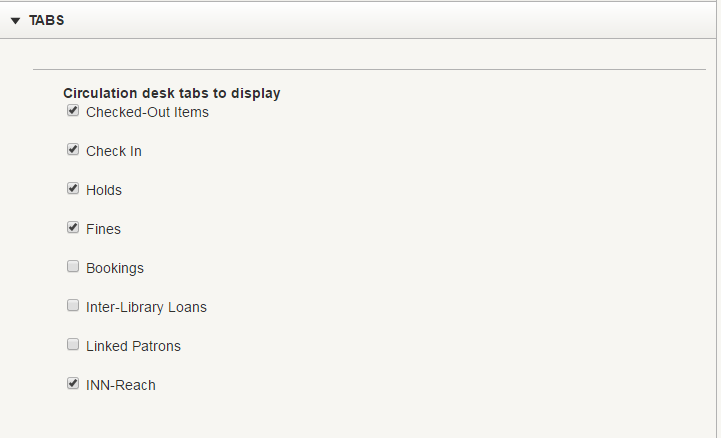 TABS
Circulation desk tabs to display
Checked-Out Items
Check In
Holds
Fines
Bookings
Inter-Library Loans
Linked Patrons
INN-Reach